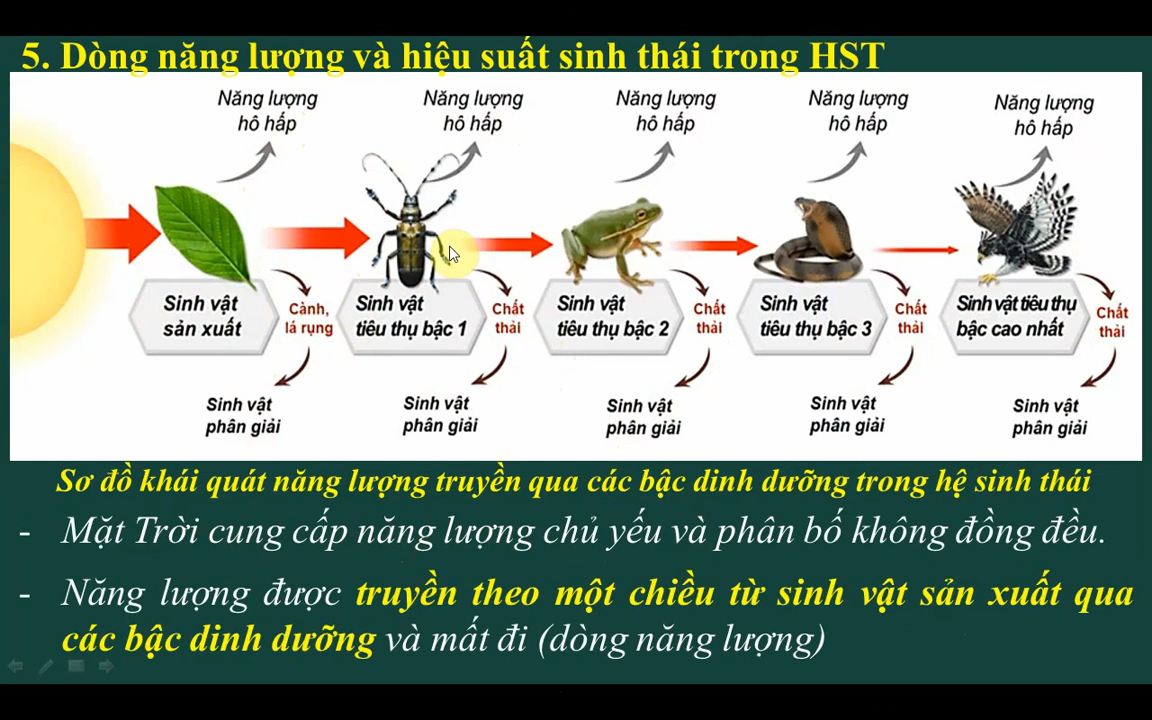 5. Dòng năng lượng và hiệu suất sinh thái trong HST
Năng lượng
hô hấp
Năng lượng
hô hấp
Năng lượng
hô hấp
Năng lượng
hô hấp
Năng lượng
hô hấp
Sinh vật
sản xuất
Cành,
lá rụng
Sinh vật
tiêu thụ bậc 1
Chất
thải
Sinh vật
tiêu thụ bậc 2
Chất
thải
Sinh vật
tiêu thụ bậc 3
Chất
thải
Sinh vật tiêu thụ
bậc cao nhất
Chất
thải
Sinh vật
phân giải
Sinh vật
phân giải
Sinh vật
phân giải
Sinh vật
phân giải
Sinh vật
phân giải
Sơ đồ khái quát năng lượng truyền qua các bậc dinh dưỡng trong hệ sinh thái
- Mặt Trời cung cấp năng lượng chủ yếu và phân bố không đồng đều.
- Năng lượng được truyền theo một chiều từ sinh vật sản xuất qua
các bậc dinh dưỡng và mất đi (dòng năng lượng)